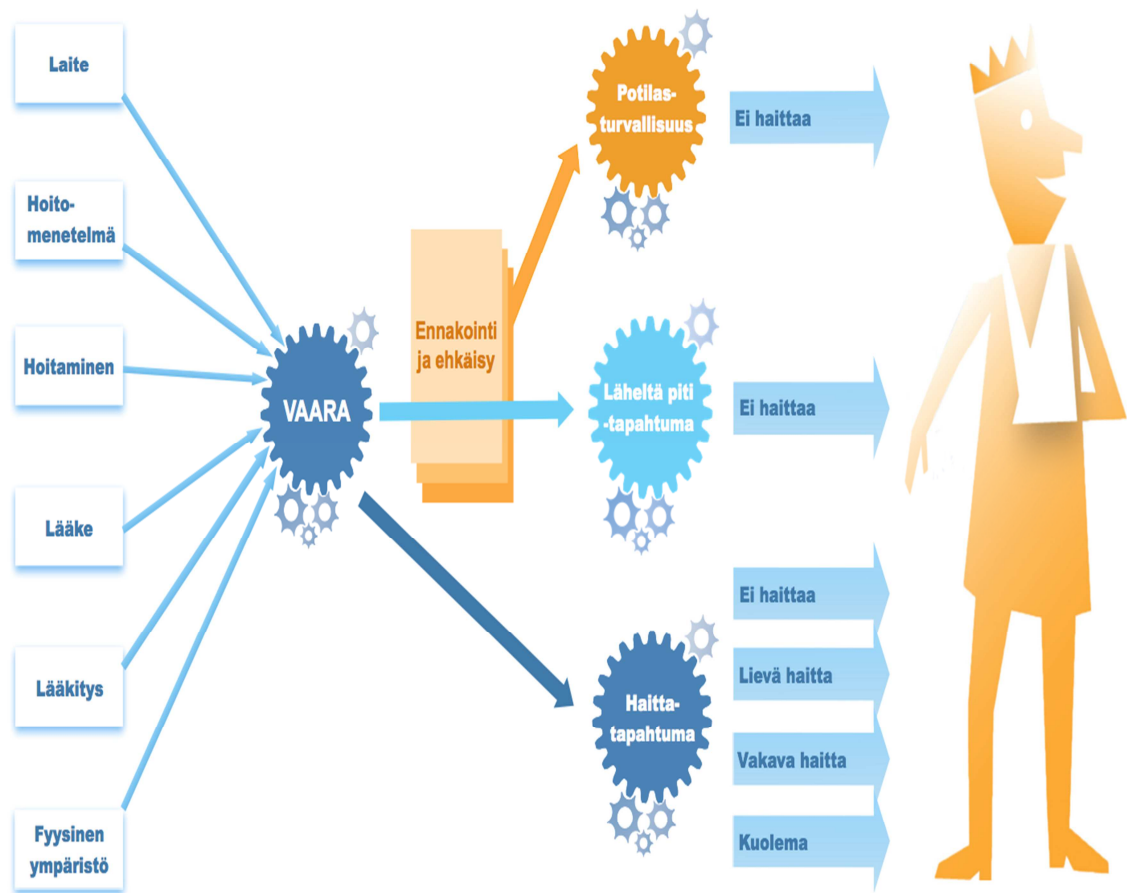 Laite
Hoito-
menetelmä
Hoitaminen
Lääke
Lääkitys
Fyysinen
ympäristö
VAARA
Ennakointi
ja ehkäisy
Potilas-
turvallisuus
Läheltä piti
-tapahtuma
Haitta-
tapahtuma
Ei haittaa
Ei haittaa
Ei haittaa
Lievä haitta
Vakava haitta
Kuolema